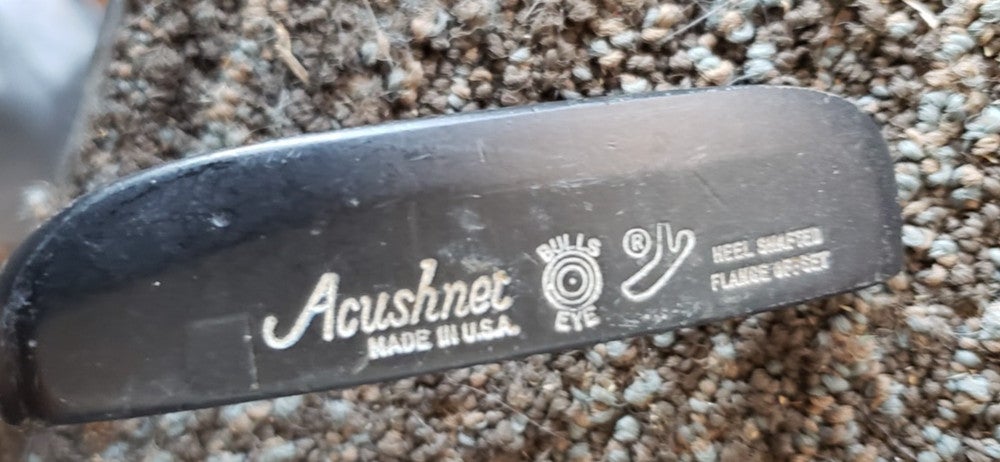 Acushnet
MADE IN U.S.A.
BULLS
EYE
®
HEEL SHAFTED
FLANGE OFFSET